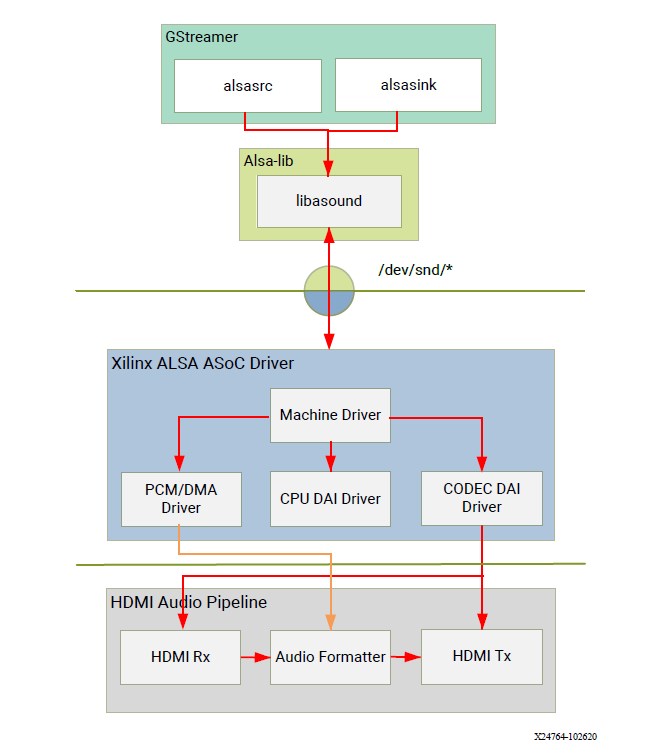 GStreamer
alsasrc
alsasink
Alsa-lib
libasound
/dev/snd/*
Xilinx ALSA ASoC Driver
Machine Driver
PCM/DMA
Driver
CPU DAI Driver
CODEC DAI
Driver
HDMI Audio Pipeline
HDMI Rx
Audio Formatter
HDMI Tx
X24764-102620